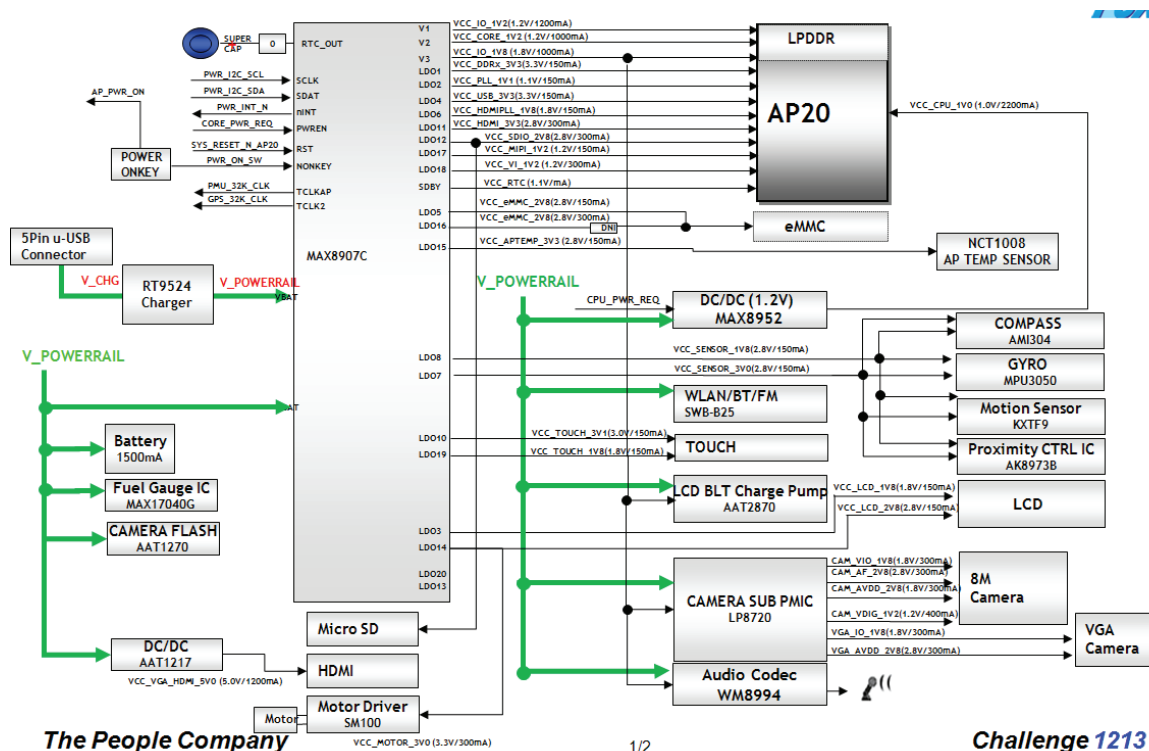 SUPER
CAP
0
RTC_OUT
PWR_I2C_SCL
SCLK
PWR_I2C_SDA
SDAT
PWR_INT_N
nINT
CORE_PWR_REQ
PWREN
SYS_RESET_N_AP20
RST
PWR_ON_SW
NONKEY
AP_PWR_ON
POWER
ONKEY
PMU_32K_CLK
TCLKAP
GPS_32K_CLK
TCLK2
MAX8907C
5Pin u-USB
Connector
V_CHG
RT9524
Charger
V_POWERRAIL
VBAT
V_POWERRAIL
AT
Battery
1500mA
Fuel Gauge IC
MAX17040G
CAMERA FLASH
AAT1270
DC/DC
AAT1217
VCC_VGA_HDMI_5V0 (5.0V/1200mA)
Micro SD
HDMI
Motor
Motor Driver
SM100
VCC_MOTOR_3V0 (3.3V/300mA)
V1
VCC_IO_1V2(1.2V/1200mA)
V2
VCC_CORE_1V2 (1.2V/1000mA)
V3
VCC_IO_1V8 (1.8V/1000mA)
LDO1
VCC_DDRx_3V3(3.3V/150mA)
LDO2
VCC_PLL_1V1 (1.1V/150mA)
LDO4
VCC_USB_3V3(3.3V/150mA)
LDO6
VCC_HDMIPLL_1V8(1.8V/150mA)
LDO11
VCC_HDMI_3V3(2.8V/300mA)
LDO12
VCC_SDIO_2V8(2.8V/300mA)
LDO17
VCC_MIPI_1V2 (1.2V/150mA)
LDO18
VCC_VI_1V2 (1.2V/300mA)
SDBY
VCC_RTC (1.1V/mA)
LDO5
VCC_eMMC_2V8(2.8V/150mA)
LDO16
VCC_eMMC_2V8(2.8V/300mA)
DNI
LDO15
VCC_APTEMP_3V3 (2.8V/150mA)
LPDDR
AP20
VCC_CPU_1V0 (1.0V/2200mA)
eMMC
NCT1008
AP TEMP SENSOR
V_POWERRAIL
CPU_PWR_REQ
DC/DC (1.2V)
MAX8952
LDO8
VCC_SENSOR_1V8(2.8V/150mA)
LDO7
VCC_SENSOR_3V0(2.8V/150mA)
COMPASS
AMI304
GYRO
MPU3050
Motion Sensor
KXTF9
Proximity CTRL IC
AK8973B
WLAN/BT/FM
SWB-B25
LDO10
VCC_TOUCH_3V1(3.0V/150mA)
LDO19
VCC_TOUCH_1V8(1.8V/150mA)
TOUCH
LCD BLT Charge Pump
AAT2870
VCC_LCD_1V8(1.8V/150mA)
VCC_LCD_2V8(2.8V/150mA)
LCD
LDO3
LDO14
LDO20
LDO13
CAMERA SUB PMIC
LP8720
CAM_VIO_1V8(1.8V/300mA)
CAM_AF_2V8(2.8V/300mA)
CAM_AVDD_2V8(1.8V/300mA)
CAM_VDIG_1V2(1.2V/400mA)
VGA_IO_1V8(1.8V/300mA)
VGA_AVDD_2V8(2.8V/300mA)
8M
Camera
VGA
Camera
Audio Codec
WM8994
The People Company
1/2
Challenge 1213